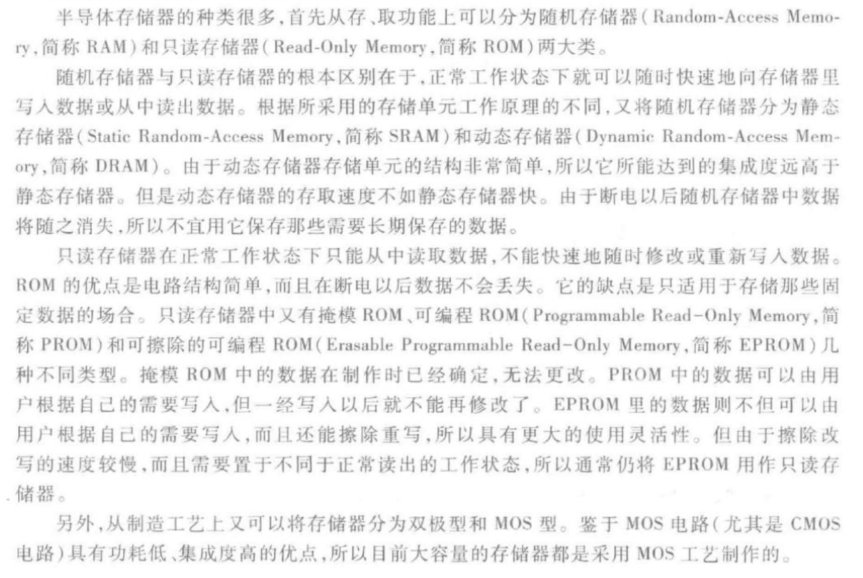 半导体存储器的种类很多,首先从存、取功能上可以分为随机存储器(Random-Access Memo-
ry,简称 RAM)和只读存储器(Read-Only Memory,简称 ROM)两大类。
随机存储器与只读存储器的根本区别在于,正常工作状态下就可以随时快速地向存储器里
写入数据或从中读出数据。根据所采用的存储单元工作原理的不同,又将随机存储器分为静态
存储器(Static Random-Access Memory,简称 SRAM)和动态存储器(Dynamic Random-Access Mem-
ory,简称 DRAM)。由于动态存储器存储单元的结构非常简单,所以它所能达到的集成度远高于
静态存储器。但是动态存储器的存取速度不如静态存储器快。由于断电以后随机存储器中数据
将随之消失,所以不宜用它保存那些需要长期保存的数据。
只读存储器在正常工作状态下只能从中读取数据,不能快速地随时修改或重新写入数据。
ROM 的优点是电路结构简单,而且在断电以后数据不会丢失。它的缺点是只适用于存储那些固
定数据的场合。只读存储器中又有掩模 ROM、可编程 ROM(Programmable Read-Only Memory,简
称 PROM)和可擦除的可编程 ROM(Erasable Programmable Read-Only Memory,简称 EPROM)几
种不同类型。掩模 ROM 中的数据在制作时已经确定,无法更改。PROM 中的数据可以由用
户根据自己的需要写入,但一经写入以后就不能再修改了。EPROM 里的数据则不但可以由
用户根据自己的需要写入,而且还能擦除重写,所以具有更大的使用灵活性。但由于擦除改
写的速度较慢,而且需要置于不同于正常读出的工作状态,所以通常仍将 EPROM 用作只读存
储器。
另外,从制造工艺上又可以将存储器分为双极型和 MOS 型。鉴于 MOS 电路(尤其是 CMOS
电路)具有功耗低、集成度高的优点,所以目前大容量的存储器都是采用 MOS 工艺制作的。